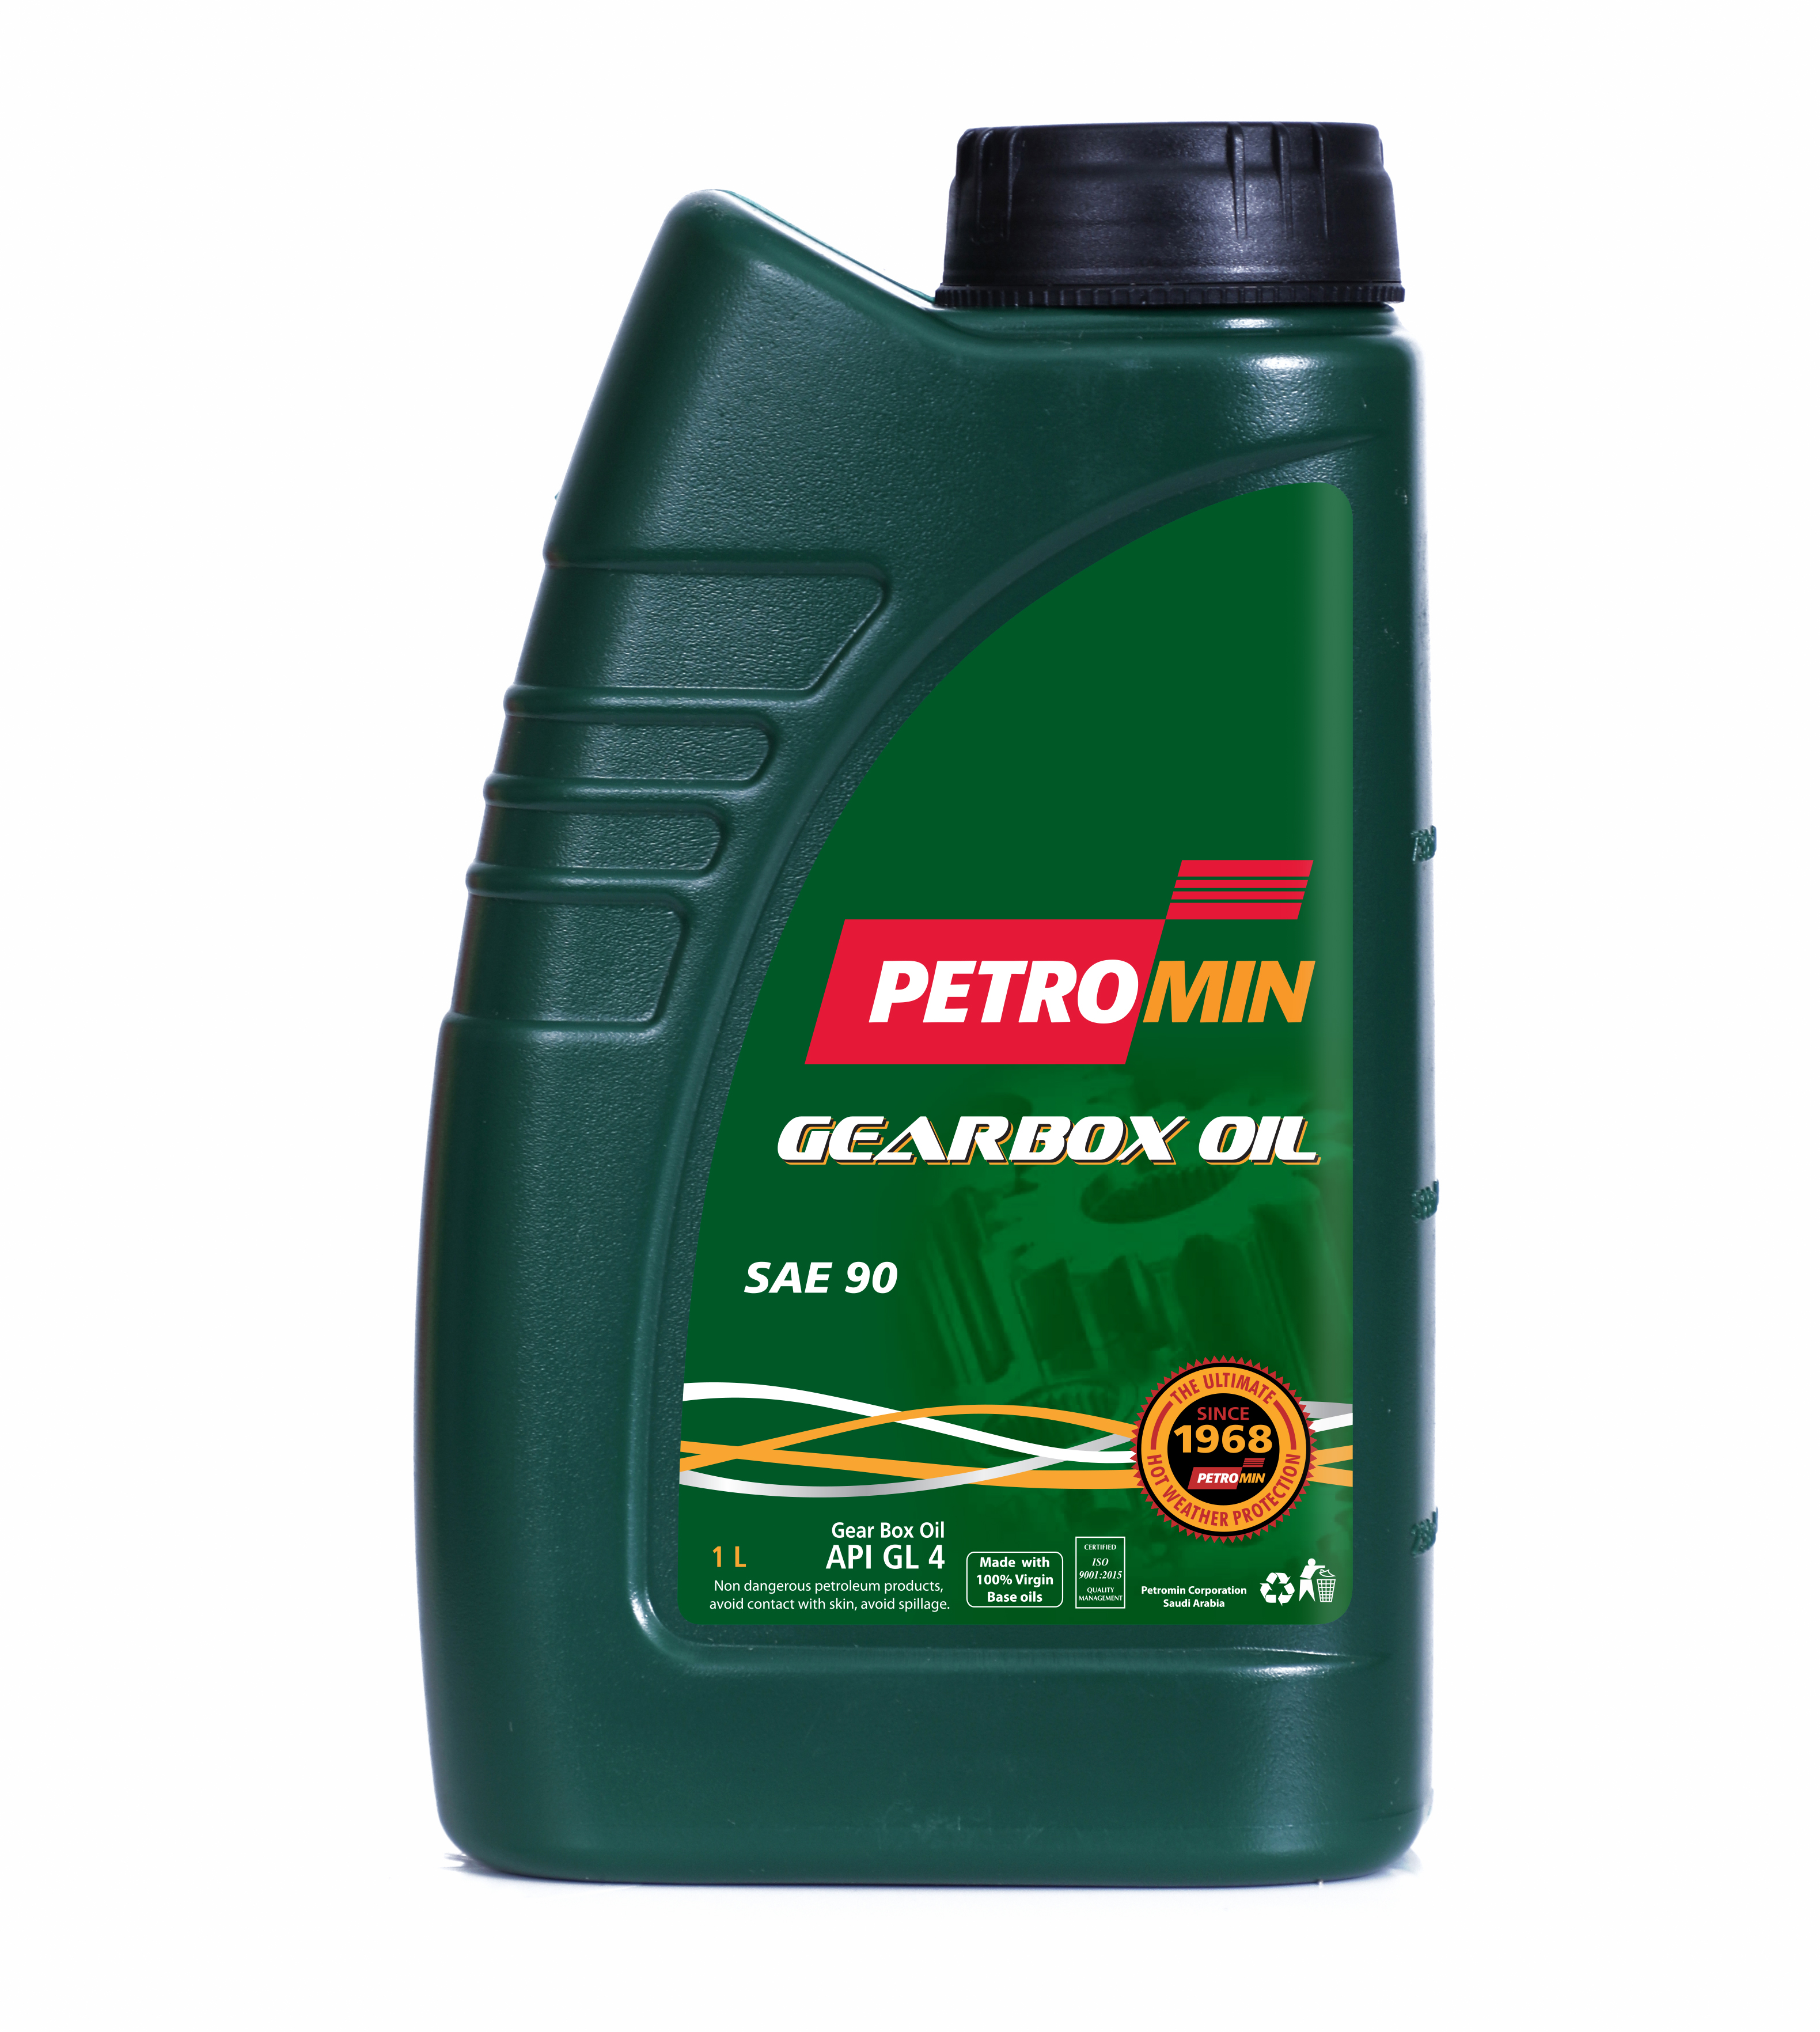 PETROMIN
GEARBOX OIL
SAE 90
THE ULTIMATE
SINCE
1968
PETROMIN
HOT WEATHER PROTECTION
1 L
Gear Box Oil
API GL 4
Non dangerous petroleum products,
avoid contact with skin, avoid spillage.
Made with
100% Virgin
Base oils
CERTIFIED
ISO
9001:2015
QUALITY
MANAGEMENT
Petromin Corporation
Saudi Arabia